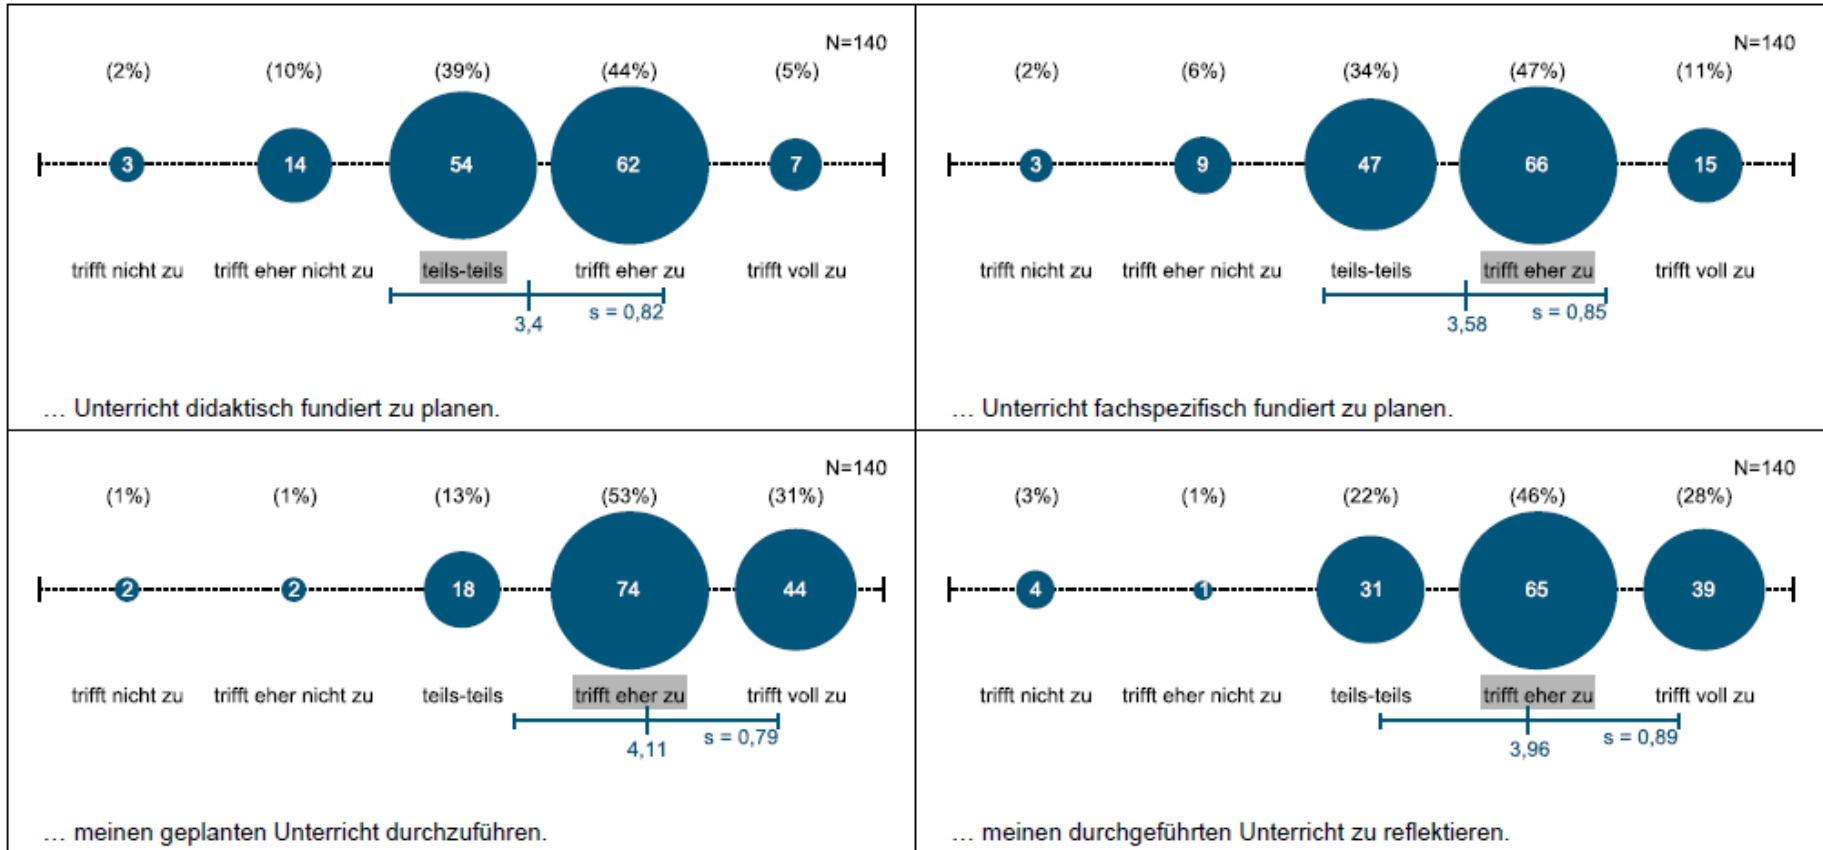 N=140
(2%) (10%) (39%) (44%) (5%)
3 14 54 62 7
trifft nicht zu trifft eher nicht zu teils-teils trifft eher zu trifft voll zu
3,4 s = 0,82
… Unterricht didaktisch fundiert zu planen.
N=140
(2%) (6%) (34%) (47%) (11%)
3 9 47 66 15
trifft nicht zu trifft eher nicht zu teils-teils trifft eher zu trifft voll zu
3,58 s = 0,85
… Unterricht fachspezifisch fundiert zu planen.
N=140
(1%) (1%) (13%) (53%) (31%)
2 2 18 74 44
trifft nicht zu trifft eher nicht zu teils-teils trifft eher zu trifft voll zu
4,11 s = 0,79
… meinen geplanten Unterricht durchzuführen.
N=140
(3%) (1%) (22%) (46%) (28%)
4 1 31 65 39
trifft nicht zu trifft eher nicht zu teils-teils trifft eher zu trifft voll zu
3,96 s = 0,89
… meinen durchgeführten Unterricht zu reflektieren.